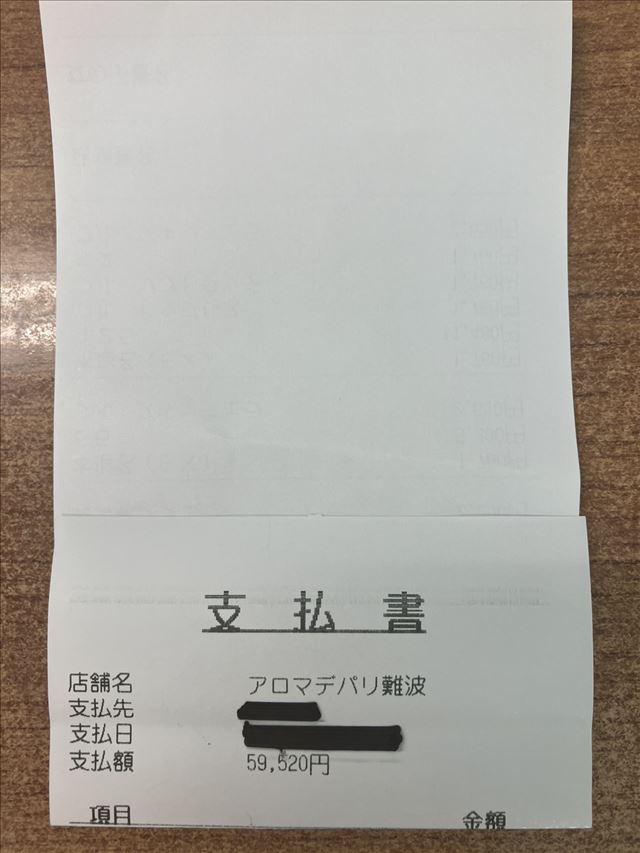 支払書
店舗名 アロマデパリ難波
支払先
支払日
支払額 59,520円
項目 金額